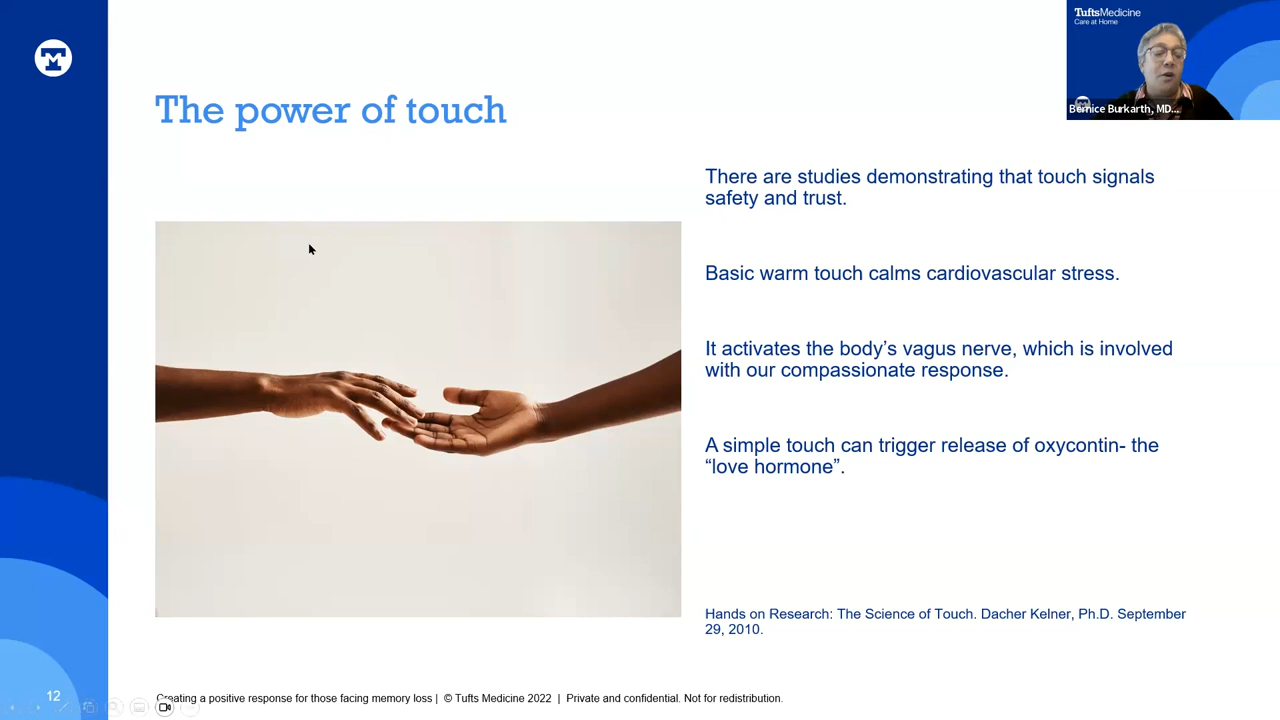 TuftsMedicine
Care at Home
Bernice Burkarth, MD...
The power of touch
There are studies demonstrating that touch signals
safety and trust.
Basic warm touch calms cardiovascular stress.
It activates the body’s vagus nerve, which is involved
with our compassionate response.
A simple touch can trigger release of oxycontin- the
“love hormone”.
Hands on Research: The Science of Touch. Dacher Kelner, Ph.D. September
29, 2010.
12
Creating a positive response for those facing memory loss | © Tufts Medicine 2022 | Private and confidential. Not for redistribution.